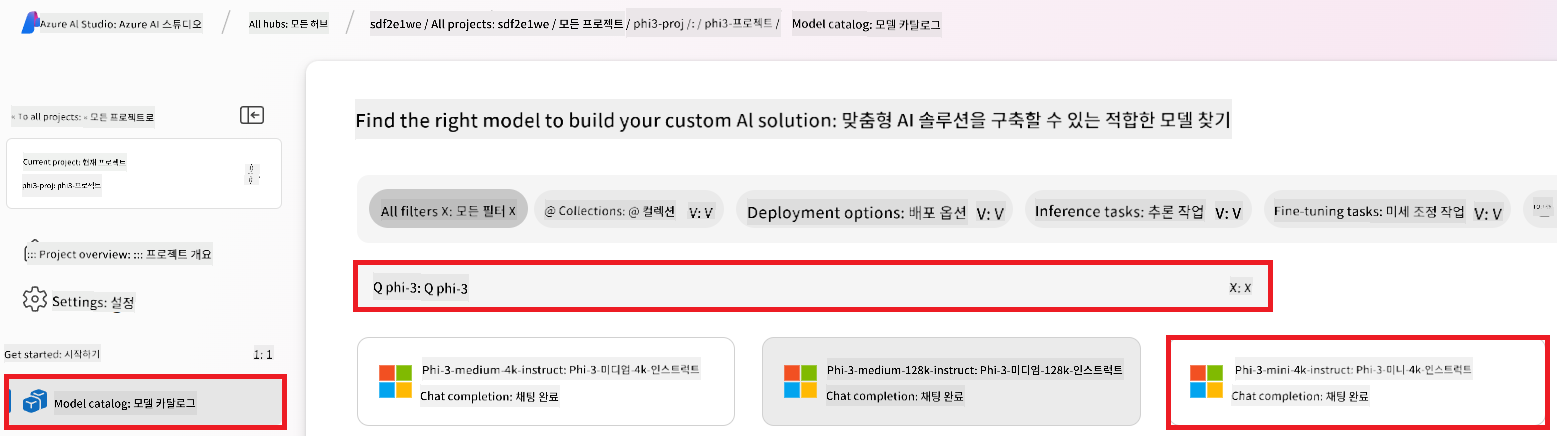 Azure AI Studio: Azure AI 스튜디오 / All hubs: 모든 허브 / sdf2e1we / All projects: sdf2e1we / 모든 프로젝트 / phi3-proj /: / phi3-프로젝트 / Model catalog: 모델 카탈로그
« To all projects: « 모든 프로젝트로
Current project: 현재 프로젝트
phi3-proj: phi3-프로젝트
::: Project overview: ::: 프로젝트 개요
Settings: 설정
Get started: 시작하기 1: 1
Model catalog: 모델 카탈로그
Find the right model to build your custom AI solution: 맞춤형 AI 솔루션을 구축할 수 있는 적합한 모델 찾기
All filters X: 모든 필터 X @ Collections: @ 컬렉션 V: V Deployment options: 배포 옵션 V: V Inference tasks: 추론 작업 V: V Fine-tuning tasks: 미세 조정 작업 V: V
Q phi-3: Q phi-3 X: X
Phi-3-medium-4k-instruct: Phi-3-미디엄-4k-인스트럭트
Chat completion: 채팅 완료
Phi-3-medium-128k-instruct: Phi-3-미디엄-128k-인스트럭트
Chat completion: 채팅 완료
Phi-3-mini-4k-instruct: Phi-3-미니-4k-인스트럭트
Chat completion: 채팅 완료